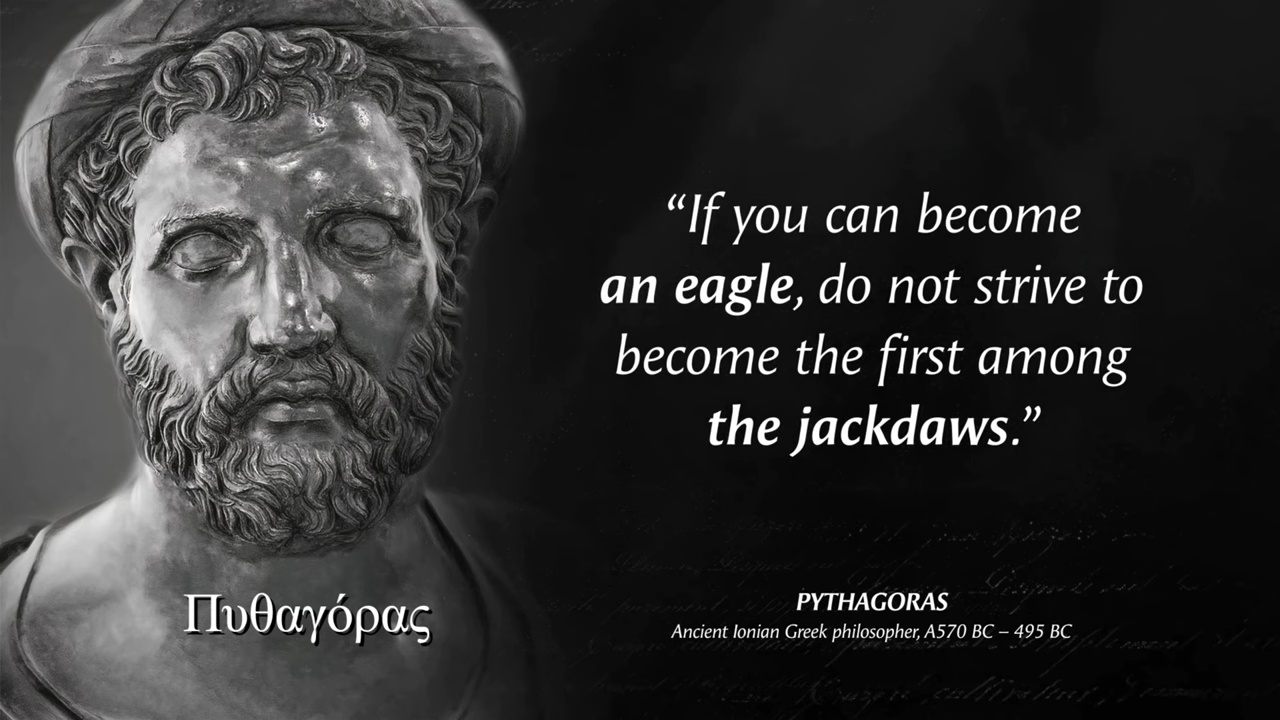 “If you can become
an eagle, do not strive to
become the first among
the jackdaws.”
Πυθαγόρας
PYTHAGORAS
Ancient Ionian Greek philosopher, A570 BC – 495 BC